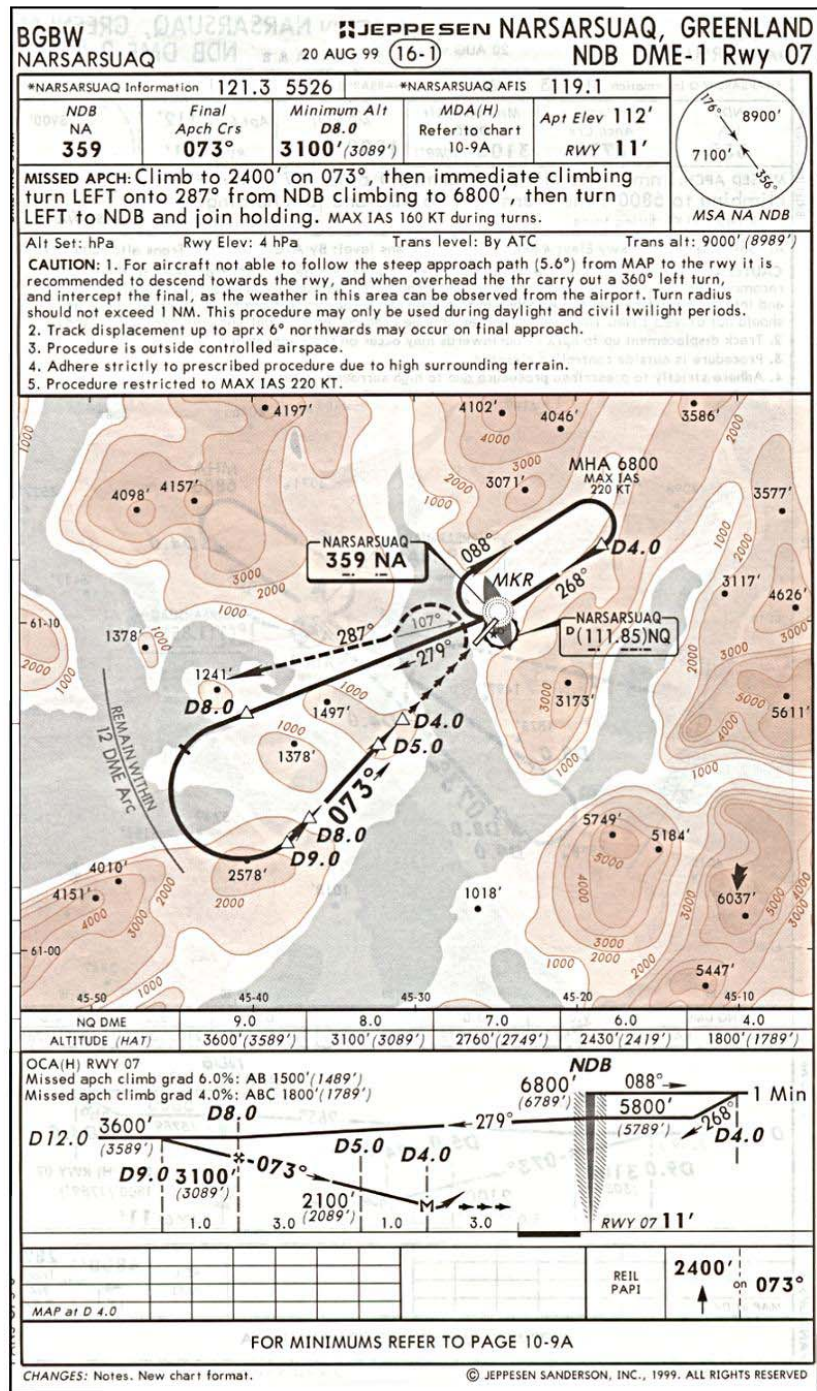 BGBW
NARSARSUAQ
JEPPESEN
20 AUG 99
16-1
NARSARSUAQ, GREENLAND
NDB DME-1 Rwy 07
*NARSARSUAQ Information 121.3 5526
*NARSARSUAQ AFIS 119.1
NDB
NA
359
Final
Apch Crs
073°
Minimum Alt
D8.0
3100'(3089')
MDA(H)
Refer to chart
10-9A
Apt Elev 112'
RWY 11'
176°
8900'
7100'
356°
MSA NA NDB
MISSED APCH: Climb to 2400' on 073°, then immediate climbing
turn LEFT onto 287° from NDB climbing to 6800', then turn
LEFT to NDB and join holding. MAX IAS 160 KT during turns.
Alt Set: hPa Rwy Elev: 4 hPa Trans level: By ATC Trans alt: 9000' (8989')
CAUTION: 1. For aircraft not able to follow the steep approach path (5.6°) from MAP to the rwy it is
recommended to descend towards the rwy, and when overhead the thr carry out a 360° left turn,
and intercept the final, as the weather in this area can be observed from the airport. Turn radius
should not exceed 1 NM. This procedure may only be used during daylight and civil twilight periods.
2. Track displacement up to aprx 6° northwards may occur on final approach.
3. Procedure is outside controlled airspace.
4. Adhere strictly to prescribed procedure due to high surrounding terrain.
5. Procedure restricted to MAX IAS 220 KT.
1000
4197'
4102'
4000
4046'
3586'
2000
3000
MHA 6800
MAX IAS
220 KT
3071'
4157'
4098'
3577'
NARSARSUAQ
359 NA
088°
D4.0
268°
MKR
3117'
4626'
NARSARSUAQ
D(111.85)NQ
61-10
1378'
287°
107°
279°
1241'
D8.0
1497'
D4.0
D5.0
1378'
3173'
5611'
REMAIN WITHIN
12 DME Arc
073°
D8.0
D9.0
2578'
4010'
4151'
5749'
5184'
6037'
1018'
5447'
61-00
45-50
45-40
45-30
45-20
45-10
NQ DME 9.0 8.0 7.0 6.0 4.0
ALTITUDE (HAT) 3600'(3589') 3100'(3089') 2760'(2749') 2430'(2419') 1800'(1789')
OCA(H) RWY 07
Missed apch climb grad 6.0%: AB 1500'(1489')
Missed apch climb grad 4.0%: ABC 1800'(1789')
NDB
6800'
(6789')
088°
1 Min
5800'
(5789')
268°
D4.0
279°
D12.0
3600'
(3589')
D8.0
D9.0
3100'
(3089')
073°
D5.0
D4.0
2100'
(2089')
M
1.0 3.0 1.0 3.0
RWY 07 11'
MAP at D 4.0
REIL
PAPI
2400'
on 073°
FOR MINIMUMS REFER TO PAGE 10-9A
CHANGES: Notes. New chart format.
© JEPPESEN SANDERSON, INC., 1999. ALL RIGHTS RESERVED